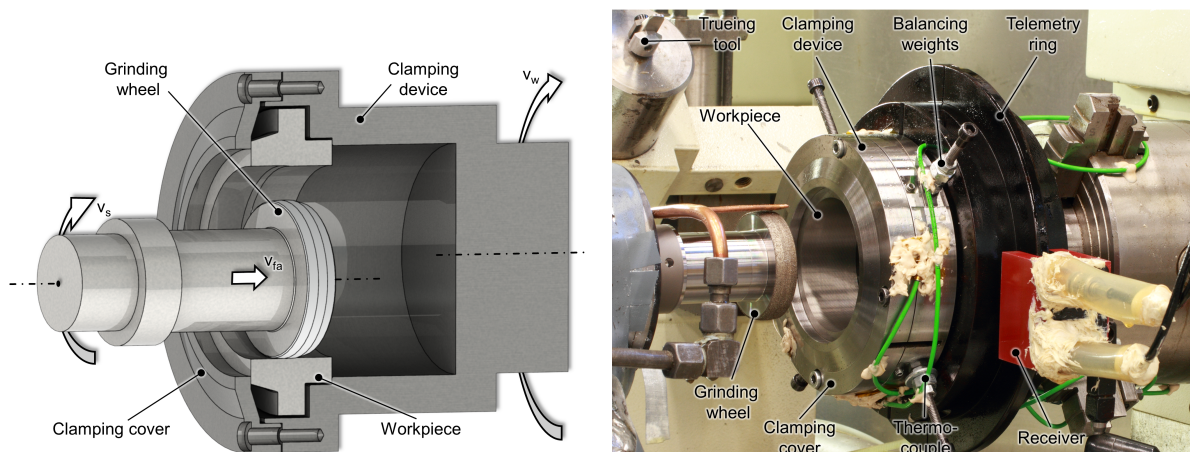 Grinding
wheel
Clamping
device
v_w
v_s
v_fa
Clamping cover
Workpiece
Trueing
tool
Clamping
device
Balancing
weights
Telemetry
ring
Workpiece
Grinding
wheel
Clamping
cover
Thermo-
couple
Receiver